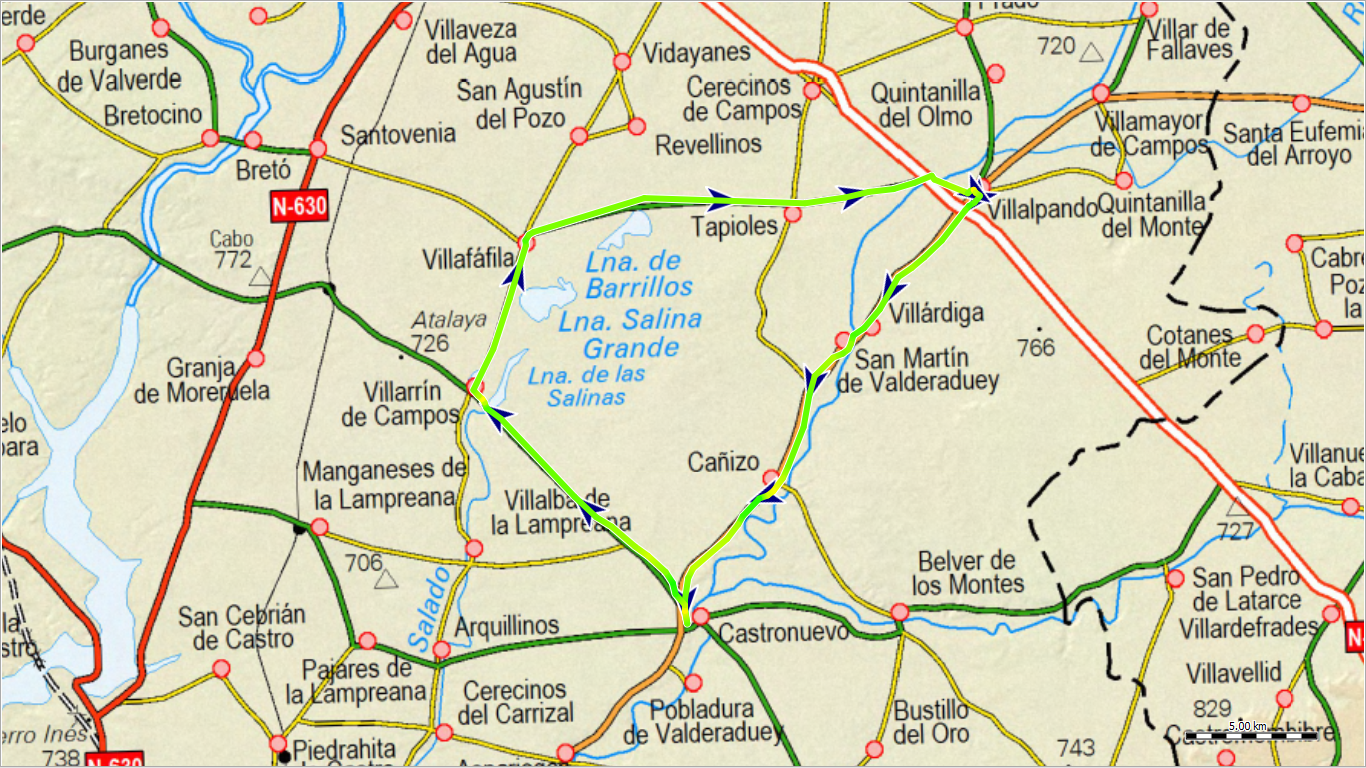 erde
Burganes
de Valverde
Bretocino
Bretó
Villaveza
del Agua
Santovenia
N-630
San Agustín
del Pozo
Vidayanes
Revellinos
Cerecinos
de Campos
Prado
Quintanilla
del Olmo
720
Villar de
Fallaves
Villamayor
de Campos
Santa Eufemi
del Arroyo
R
Cabo
772
Villafáfila
Tapioles
Villalpando
Quintanilla
del Monte
Lna. de
Barrillos
Lna. Salina
Grande
Lna. de las
Salinas
Atalaya
726
Villárdiga
San Martín
de Valderaduey
766
Cotanes
del Monte
Cabre
Poz
la
Granja
de Moreruela
Villarrín
de Campos
elo
bara
Manganeses de
la Lampreana
Villalba de
la Lampreana
Cañizo
Villanue
la Caba
727
706
Belver de
los Montes
San Pedro
de Latarce
Villardefrades
N-
la
stro
San Cebrián
de Castro
Salado
Arquillinos
Castronuevo
Pajares de
la Lampreana
Cerecinos
del Carrizal
Pobladura
de Valderaduey
Bustillo
del Oro
Villavellid
829
5.00 km
743
erro Inés
738
N-630
Piedrahita